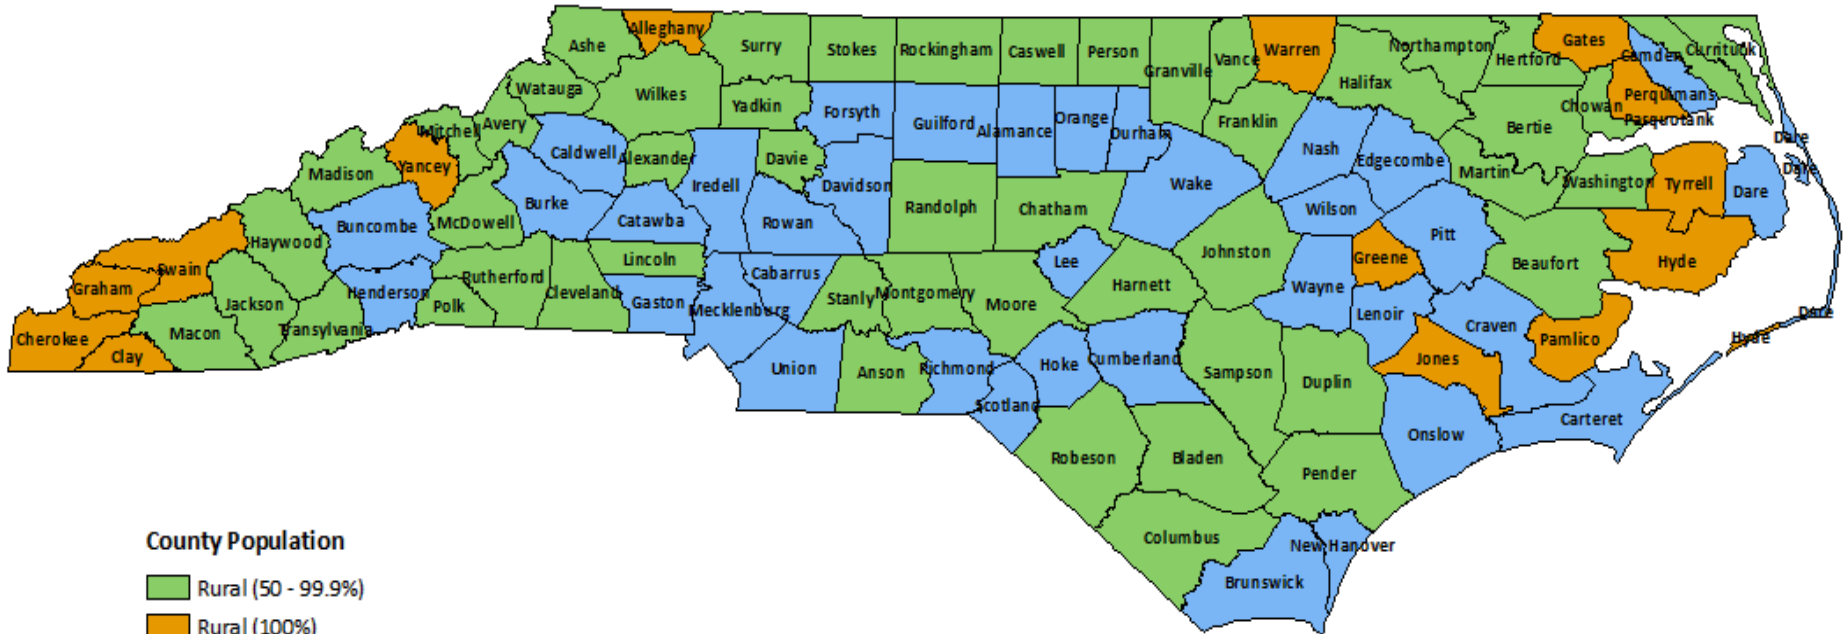 Alleghany
Ashe
Surry
Stokes
Rockingham
Caswell
Person
Granville
Vance
Warren
Northampton
Hertford
Gates
Camden
Currituck
Watauga
Wilkes
Yadkin
Forsyth
Guilford
Alamance
Orange
Durham
Franklin
Halifax
Bertie
Chowan
Perquimans
Pasquotank
Mitchell
Avery
Caldwell
Alexander
Iredell
Davie
Davidson
Nash
Edgecombe
Martin
Washington
Tyrrell
Dare
Dare
Dare
Madison
Yancey
McDowell
Burke
Catawba
Rowan
Randolph
Chatham
Wake
Wilson
Pitt
Buncombe
Haywood
Swain
Graham
Jackson
Henderson
Rutherford
Polk
Cleveland
Lincoln
Gaston
Mecklenburg
Cabarrus
Stanly
Montgomery
Moore
Lee
Harnett
Johnston
Wayne
Greene
Lenoir
Craven
Beaufort
Hyde
Cherokee
Clay
Macon
Transylvania
Union
Anson
Richmond
Scotland
Hoke
Cumberland
Sampson
Duplin
Jones
Pamlico
Hyde
Dare
Onslow
Carteret
Robeson
Bladen
Pender
Columbus
Brunswick
New Hanover
County Population
Rural (50 - 99.9%)
Rural (100%)